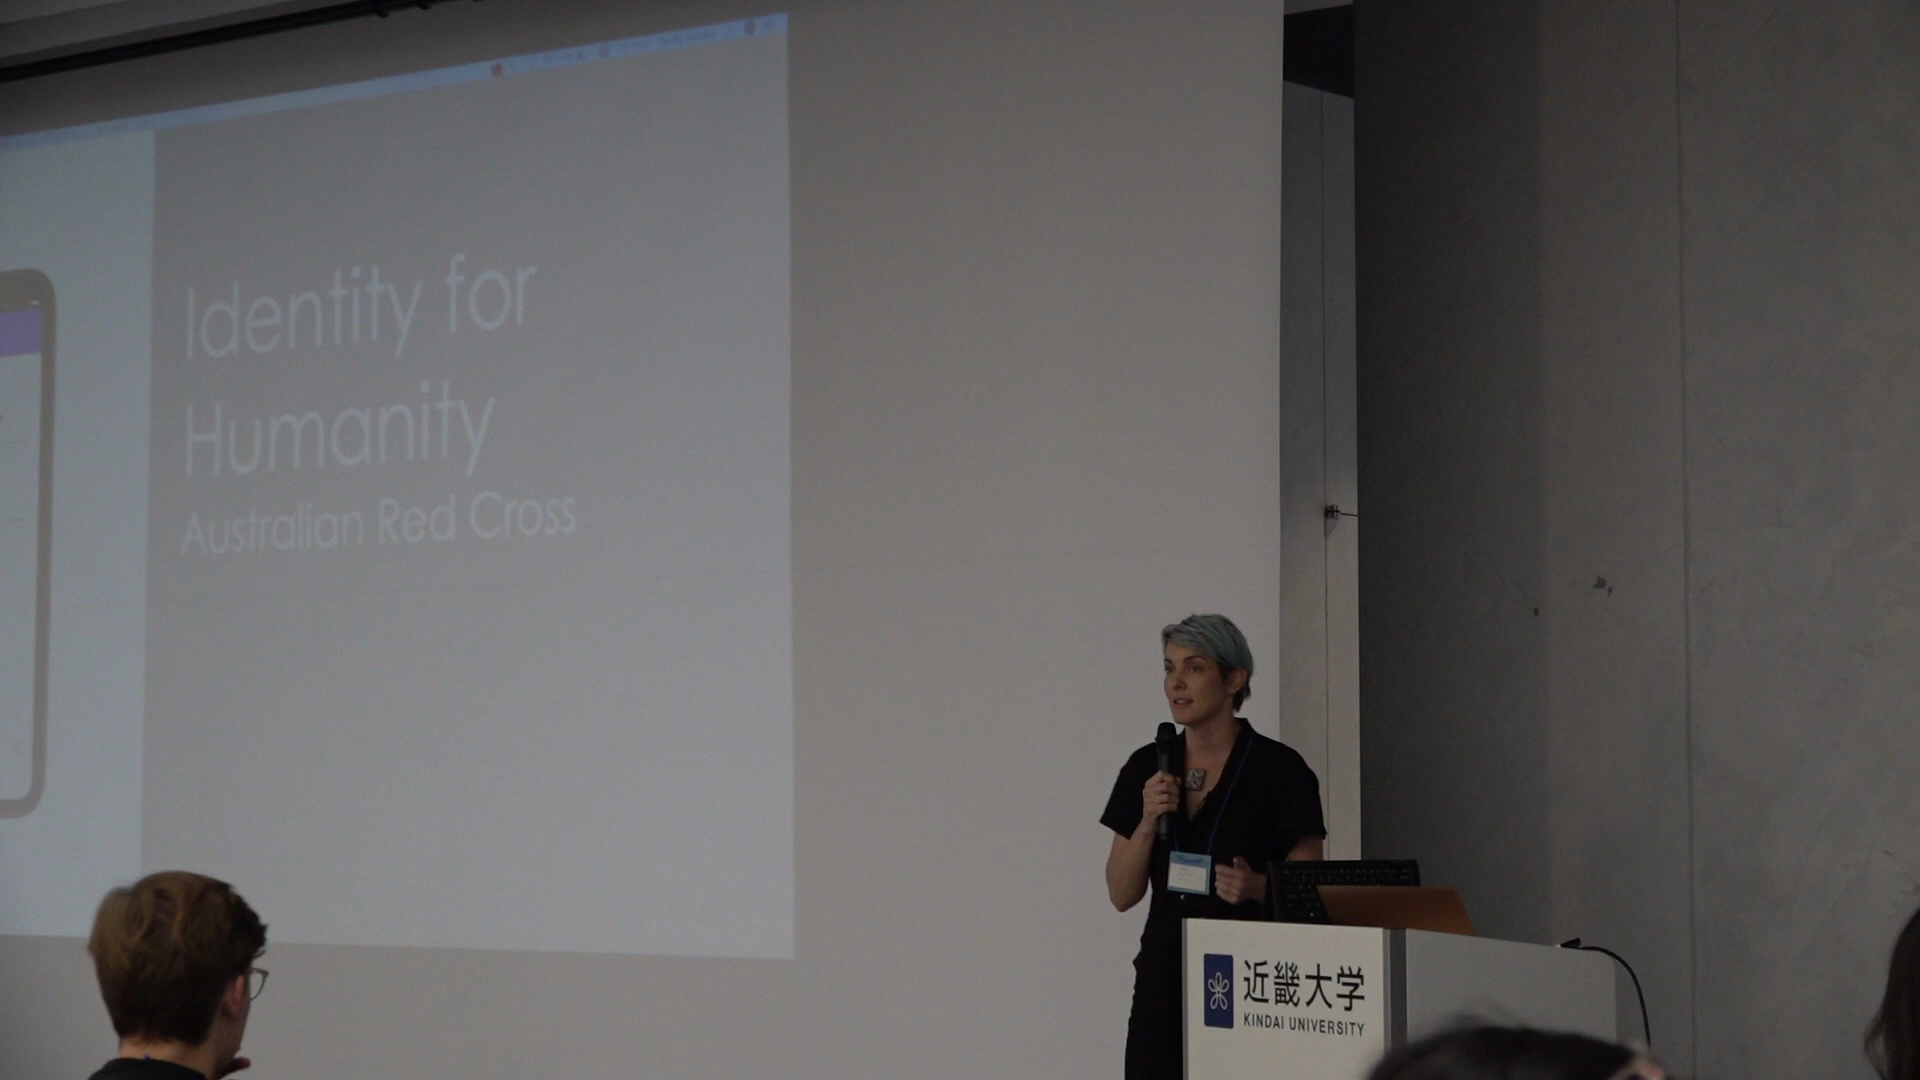 Identity for
Humanity
Australian Red Cross
近畿大学
KINDAI UNIVERSITY